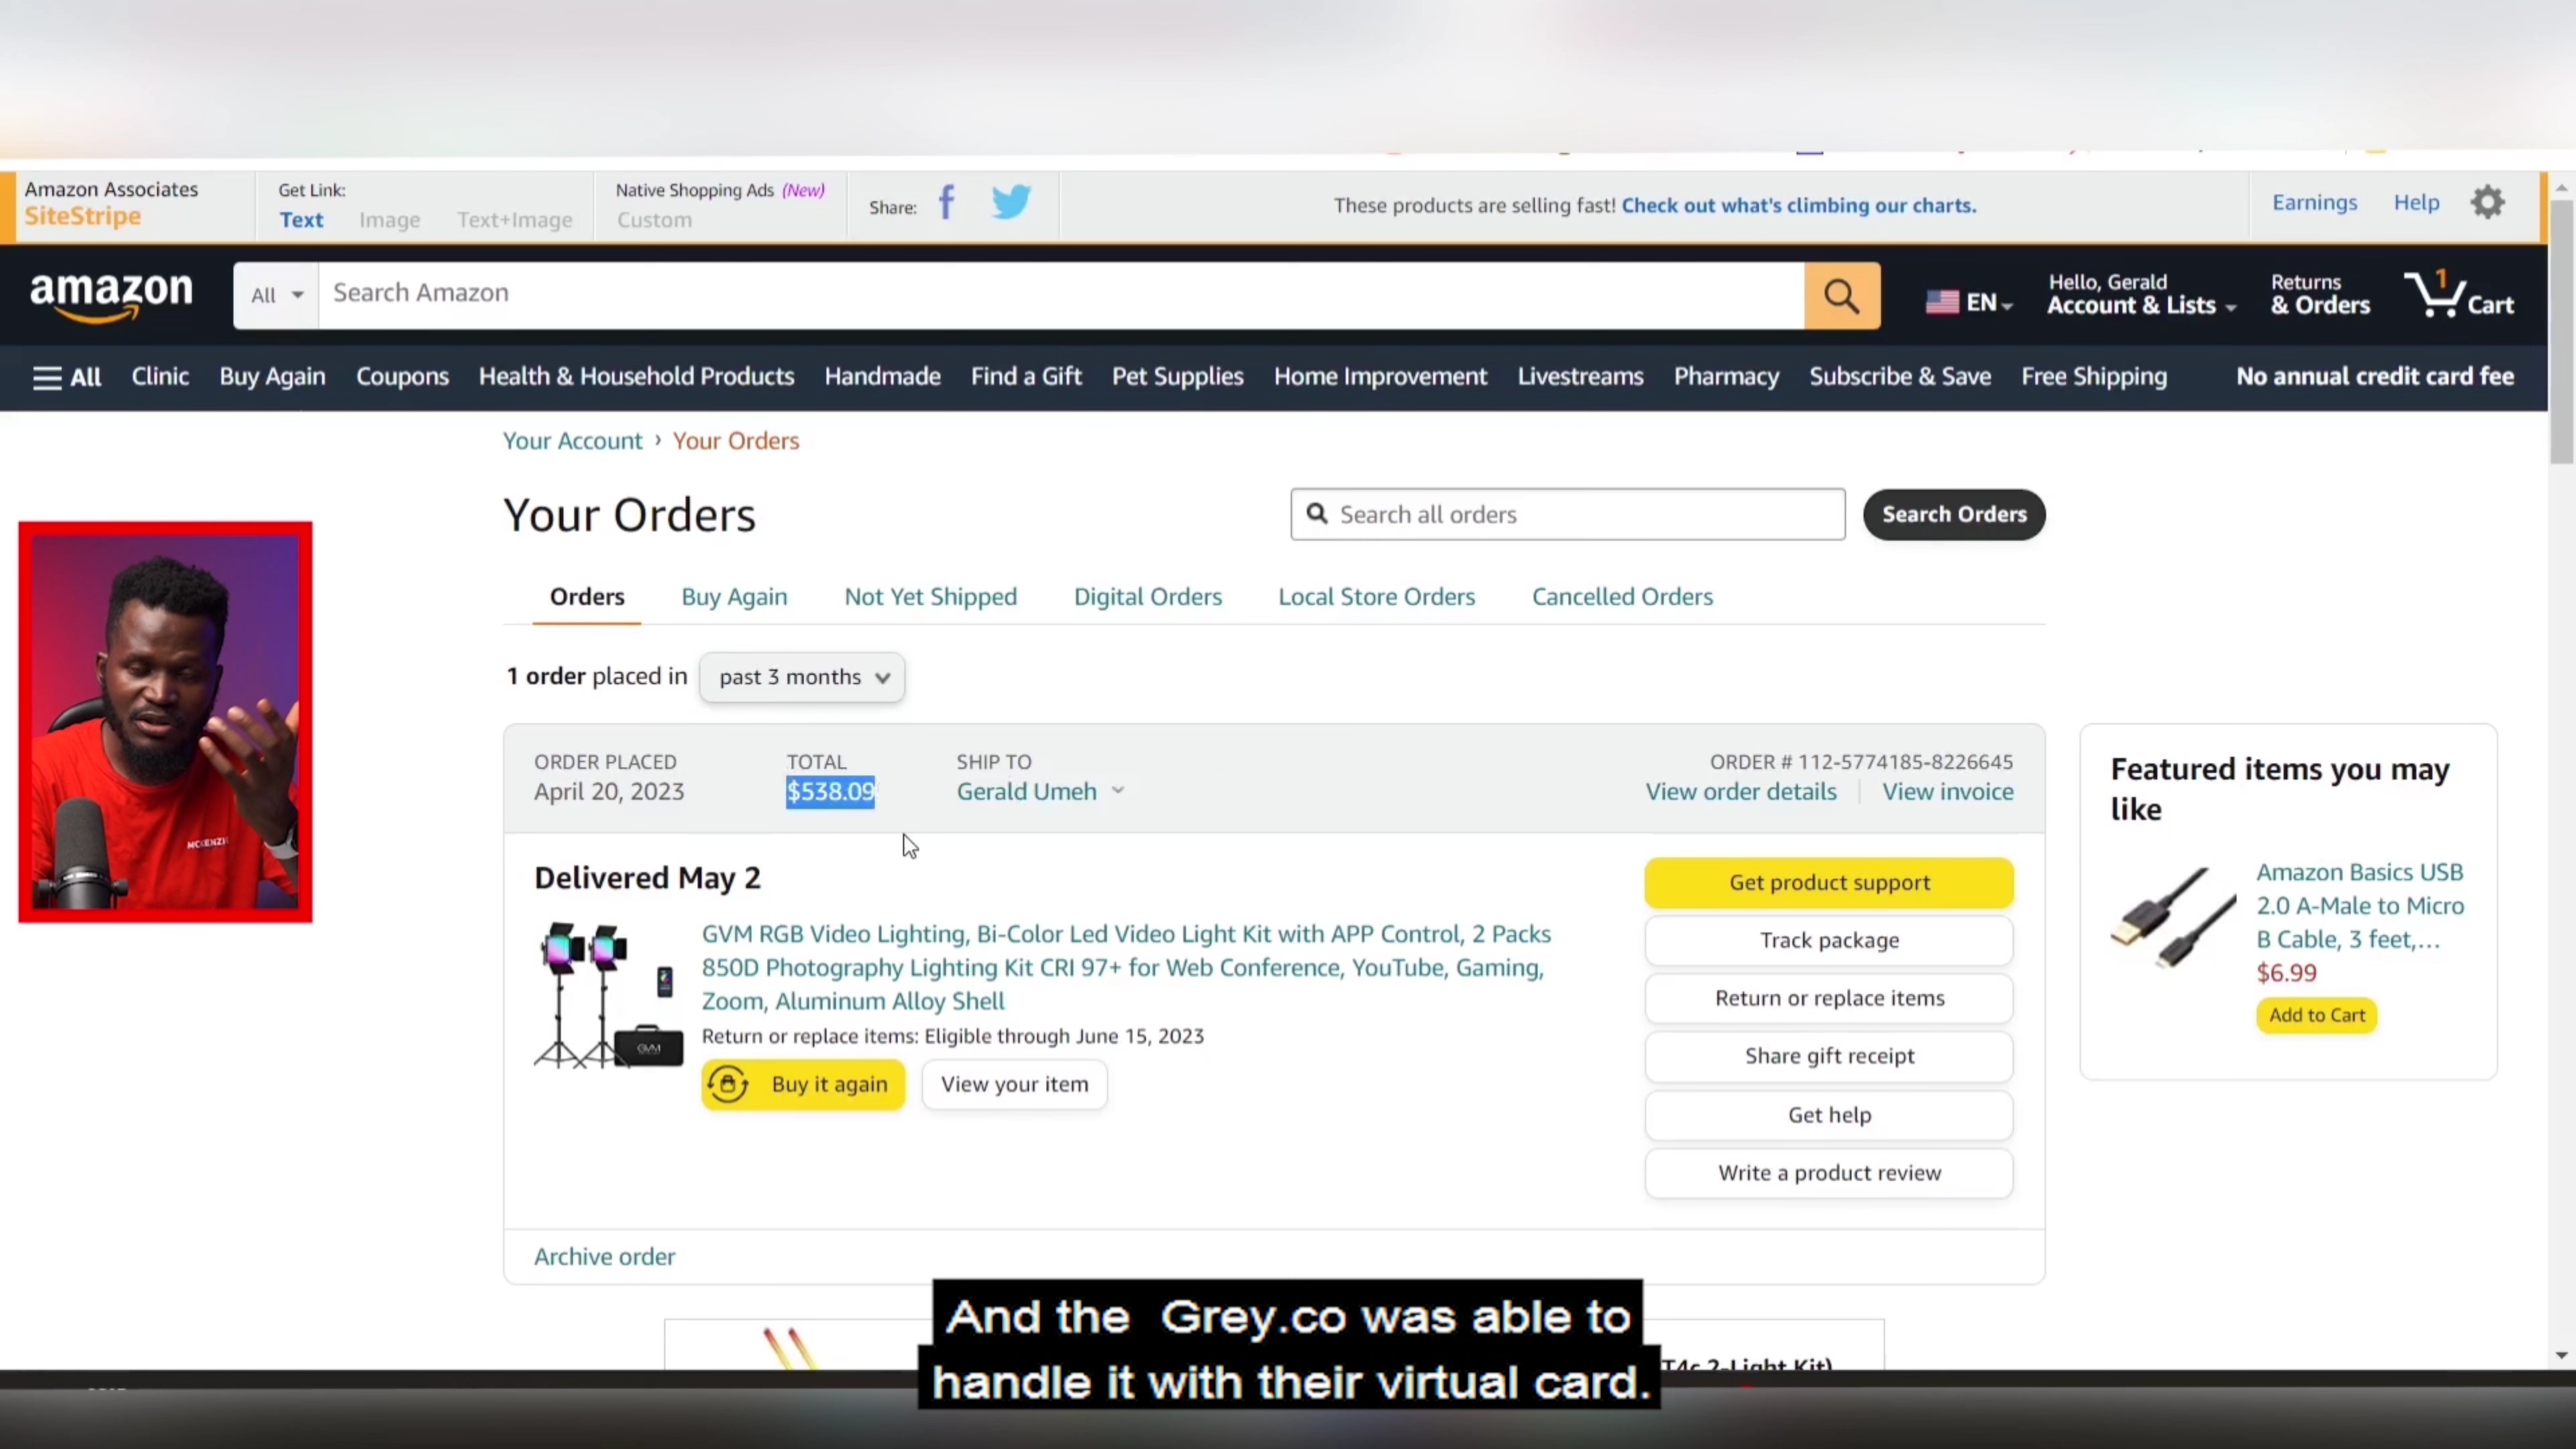 Amazon Associates
SiteStripe
Get Link:
Text Image Text+Image
Native Shopping Ads (New)
Custom
Share:
These products are selling fast! Check out what's climbing our charts.
Earnings Help
amazon
All
Search Amazon
EN
Hello, Gerald
Account & Lists
Returns
& Orders
1
Cart
All Clinic Buy Again Coupons Health & Household Products Handmade Find a Gift Pet Supplies Home Improvement Livestreams Pharmacy Subscribe & Save Free Shipping No annual credit card fee
Your Account › Your Orders
Your Orders
Search all orders
Search Orders
Orders Buy Again Not Yet Shipped Digital Orders Local Store Orders Cancelled Orders
1 order placed in past 3 months
ORDER PLACED
April 20, 2023
TOTAL
$538.09
SHIP TO
Gerald Umeh
ORDER # 112-5774185-8226645
View order details View invoice
Delivered May 2
GVM RGB Video Lighting, Bi-Color Led Video Light Kit with APP Control, 2 Packs
850D Photography Lighting Kit CRI 97+ for Web Conference, YouTube, Gaming,
Zoom, Aluminum Alloy Shell
Return or replace items: Eligible through June 15, 2023
Buy it again
View your item
GVM
Get product support
Track package
Return or replace items
Share gift receipt
Get help
Write a product review
Archive order
Featured items you may
like
Amazon Basics USB
2.0 A-Male to Micro
B Cable, 3 feet,...
$6.99
Add to Cart
And the Grey.co was able to
handle it with their virtual card.
2-Light Kit)